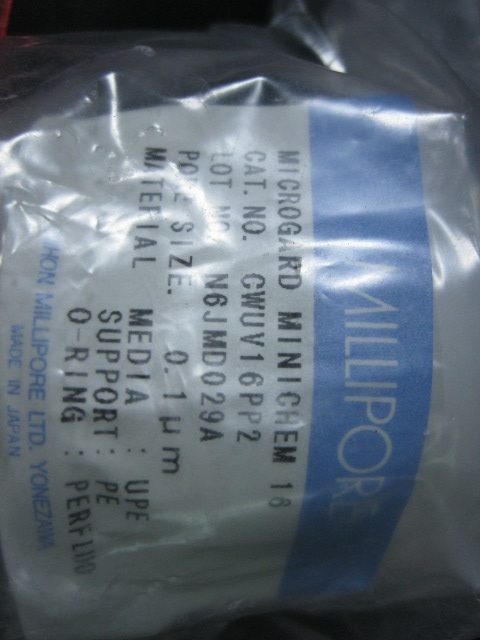 MILLIPORE
MICROGARD MINICHEM 16
CAT. NO. CWUV16PP2
LOT NO. N6JMD029A
PORE SIZE. 0.1μm
MATERIAL MEDIA : UPE
SUPPORT : PE
O-RING :
HON MILLIPORE LTD. YONEZAWA
MADE IN JAPAN